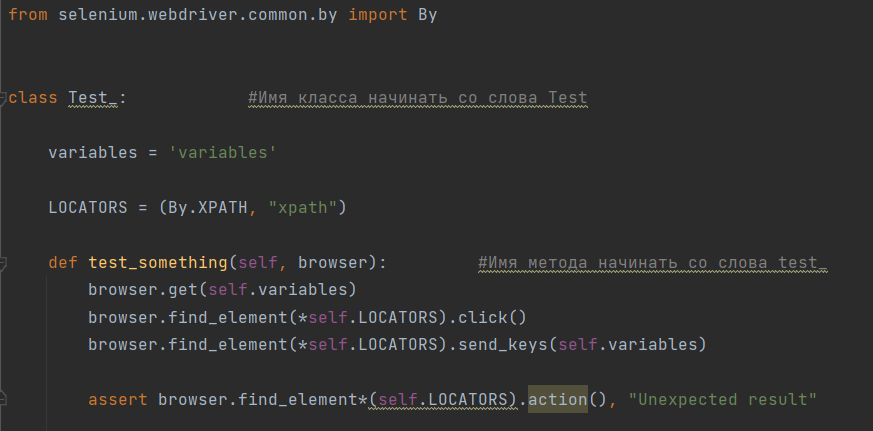 from selenium.webdriver.common.by import By
class Test_: #Имя класса начинать со слова Test
variables = 'variables'
LOCATORS = (By.XPATH, "xpath")
def test_something(self, browser): #Имя метода начинать со слова test_
browser.get(self.variables)
browser.find_element(*self.LOCATORS).click()
browser.find_element(*self.LOCATORS).send_keys(self.variables)
assert browser.find_element*(self.LOCATORS).action(), "Unexpected result"